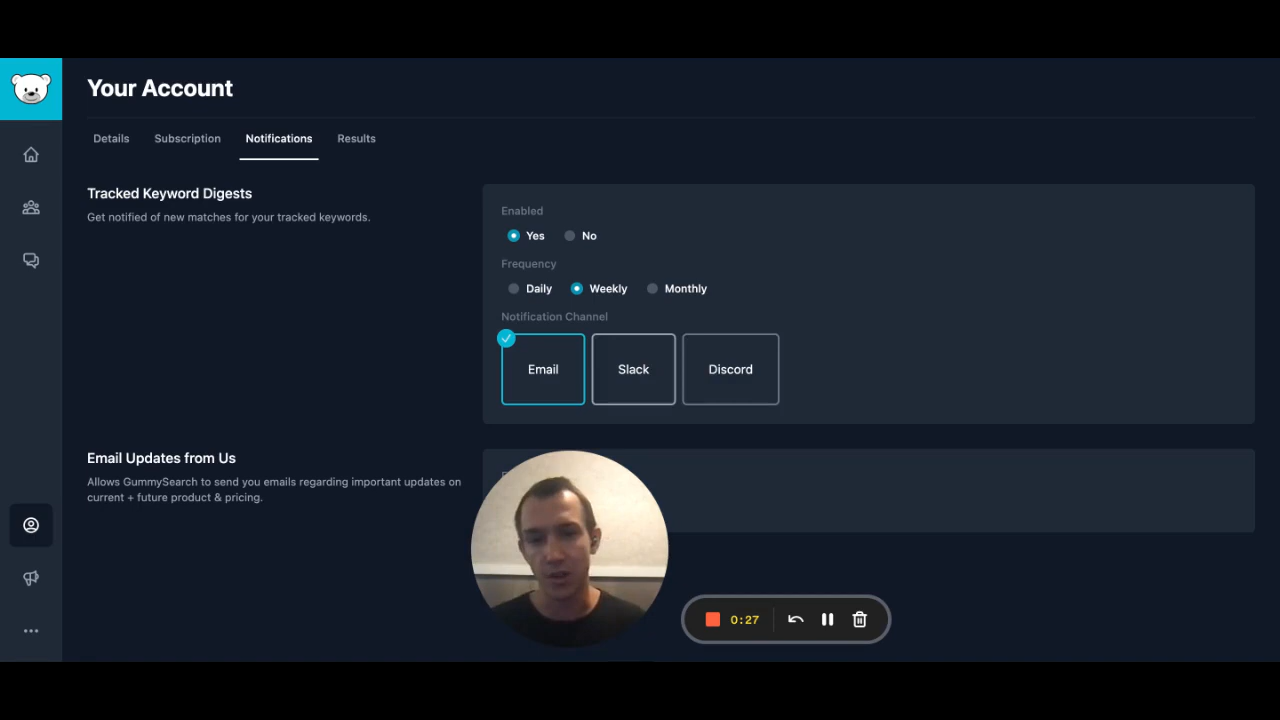 Your Account
Details Subscription Notifications Results
Tracked Keyword Digests
Get notified of new matches for your tracked keywords.
Enabled
Yes No
Frequency
Daily Weekly Monthly
Notification Channel
Email Slack Discord
Email Updates from Us
Allows GummySearch to send you emails regarding important updates on
current + future product & pricing.
0:27